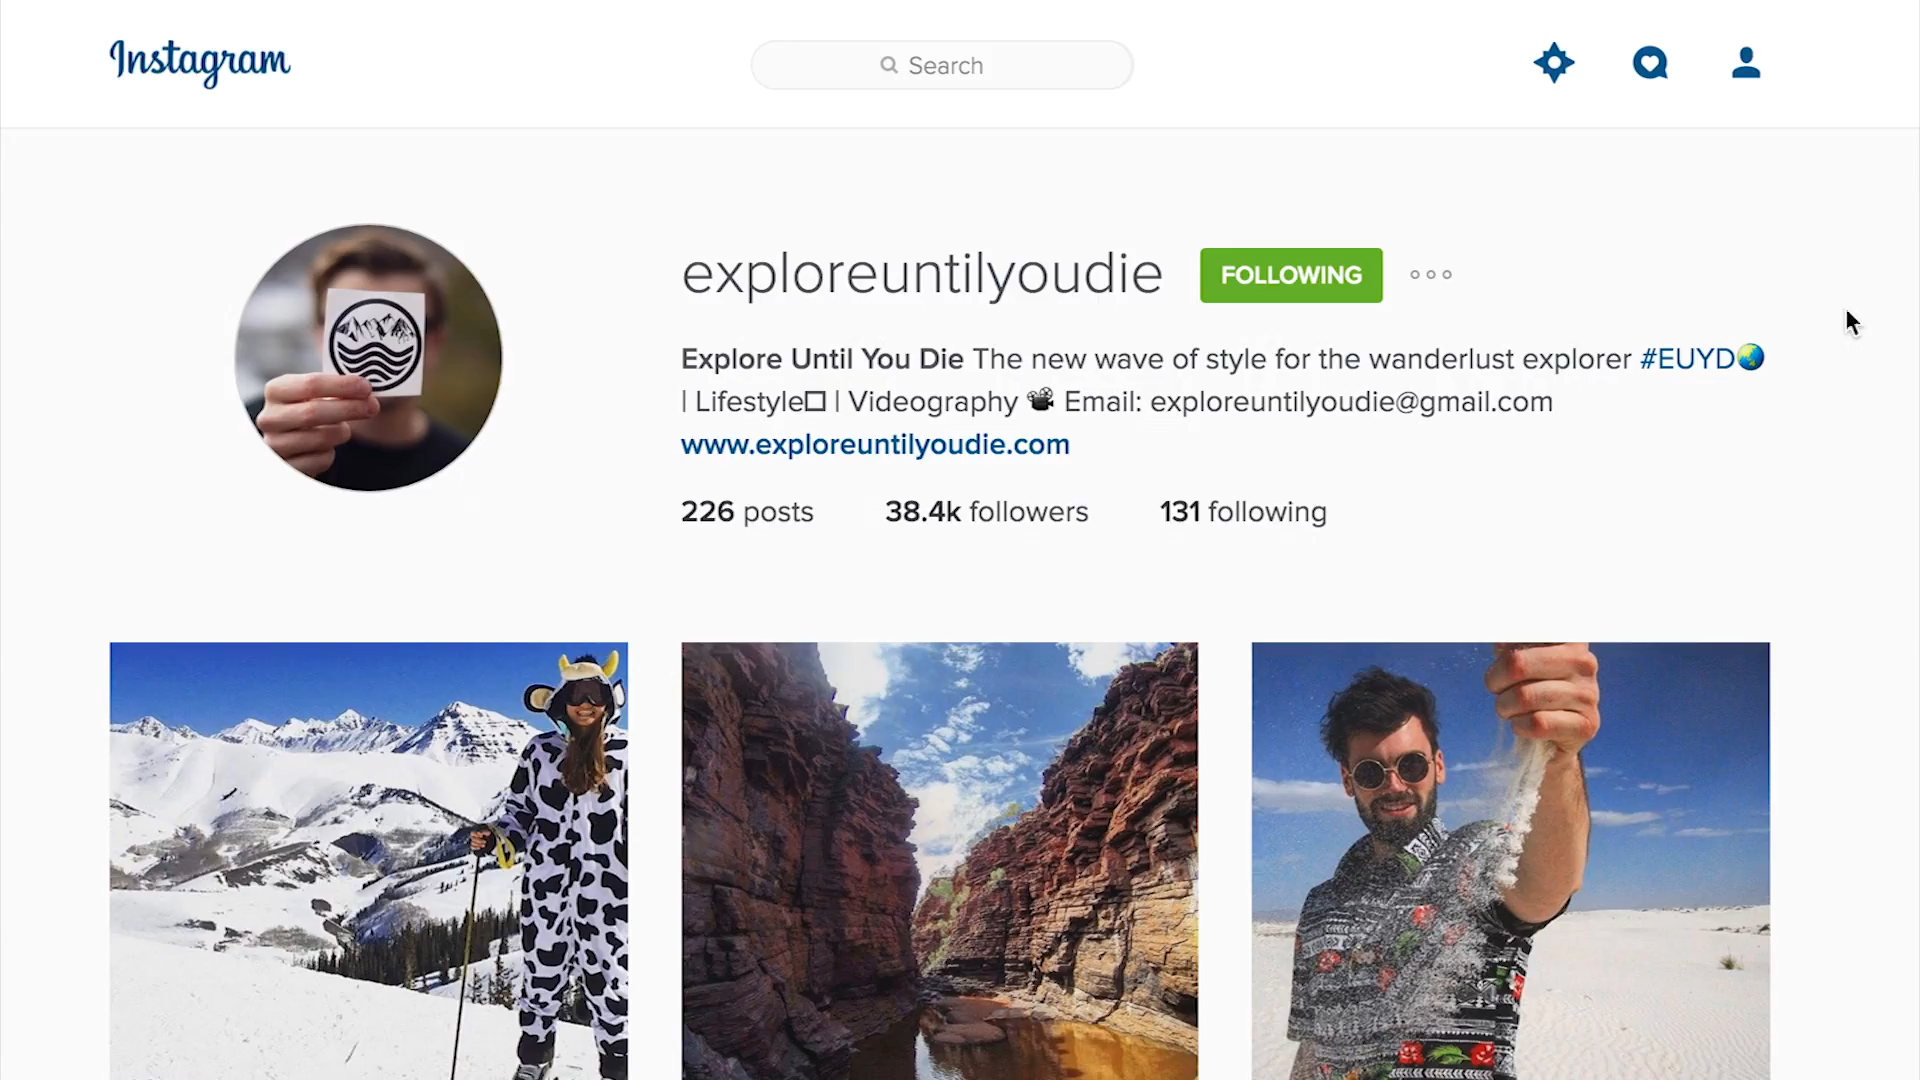 Instagram
Search
exploreuntilyoudie FOLLOWING
Explore Until You Die The new wave of style for the wanderlust explorer #EUYD🌏
| Lifestyle□ | Videography 📽 Email: exploreuntilyoudie@gmail.com
www.exploreuntilyoudie.com
226 posts 38.4k followers 131 following